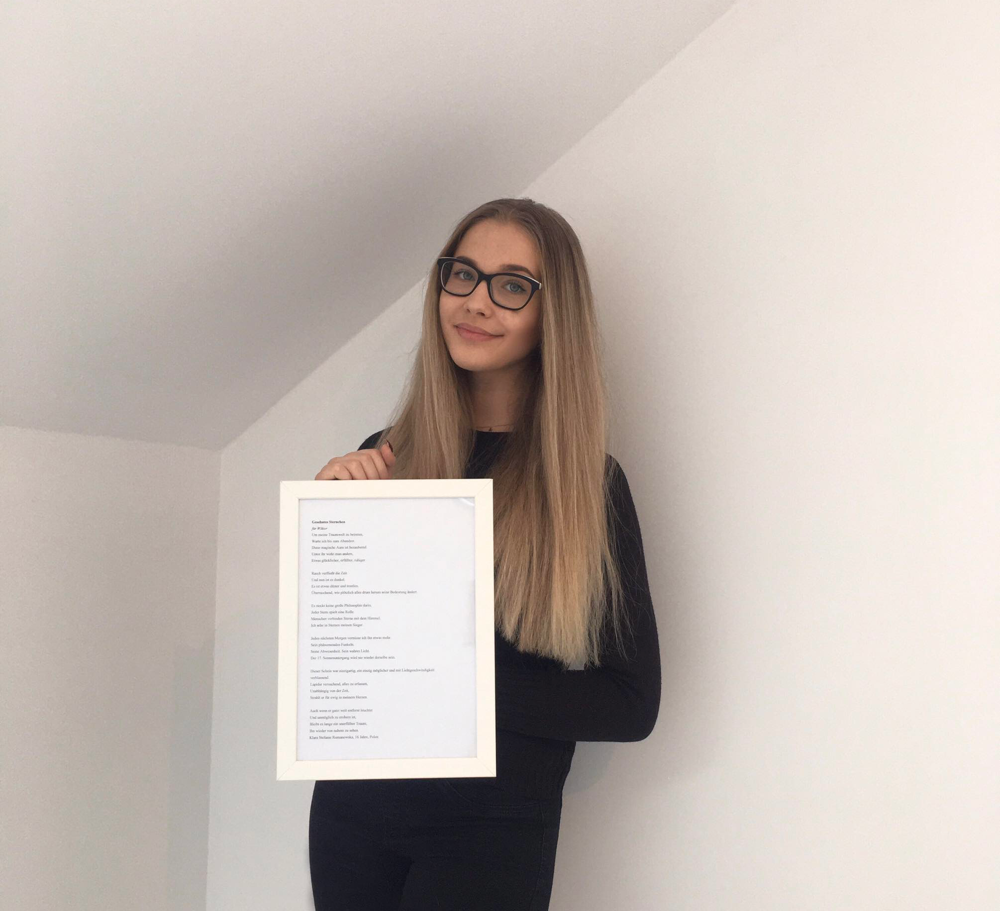 Gesehntes Sternchen
für Wiktor
Um meine Traumwelt zu betreten,
Warte ich bis zum Abendrot.
Diese magische Aura ist bezaubernd.
Unter ihr wirkt man anders,
Etwas glücklicher, erfüllter, ruhiger.
Rasch verfließt die Zeit
Und nun ist es dunkel.
Es ist etwas düster und trostlos.
Überraschend, wie plötzlich alles drum herum seine Bedeutung ändert.
Es steckt keine große Philosophie darin.
Jeder Stern spielt eine Rolle.
Menschen verbinden Sterne mit dem Himmel.
Ich sehe in Sternen meinen Sieger.
Jeden nächsten Morgen vermisse ich ihn etwas mehr.
Sein phänomenales Funkeln.
Seine Abwesenheit. Sein wahres Licht.
Der 17. Sonnenuntergang wird nie wieder derselbe sein.
Dieser Schein war einzigartig, ein einzig möglicher und mit Lichtgeschwindigkeit
verblassend.
Lapidar versuchend, alles zu erfassen,
Unabhängig von der Zeit,
Strahlt er für ewig in meinem Herzen.
Auch wenn er ganz weit entfernt leuchtet
Und unmöglich zu erobern ist,
Bleibt es lange ein unerfüllter Traum,
Ihn wieder von nahem zu sehen.
Klara Stefanie Romanowska, 16 Jahre, Polen